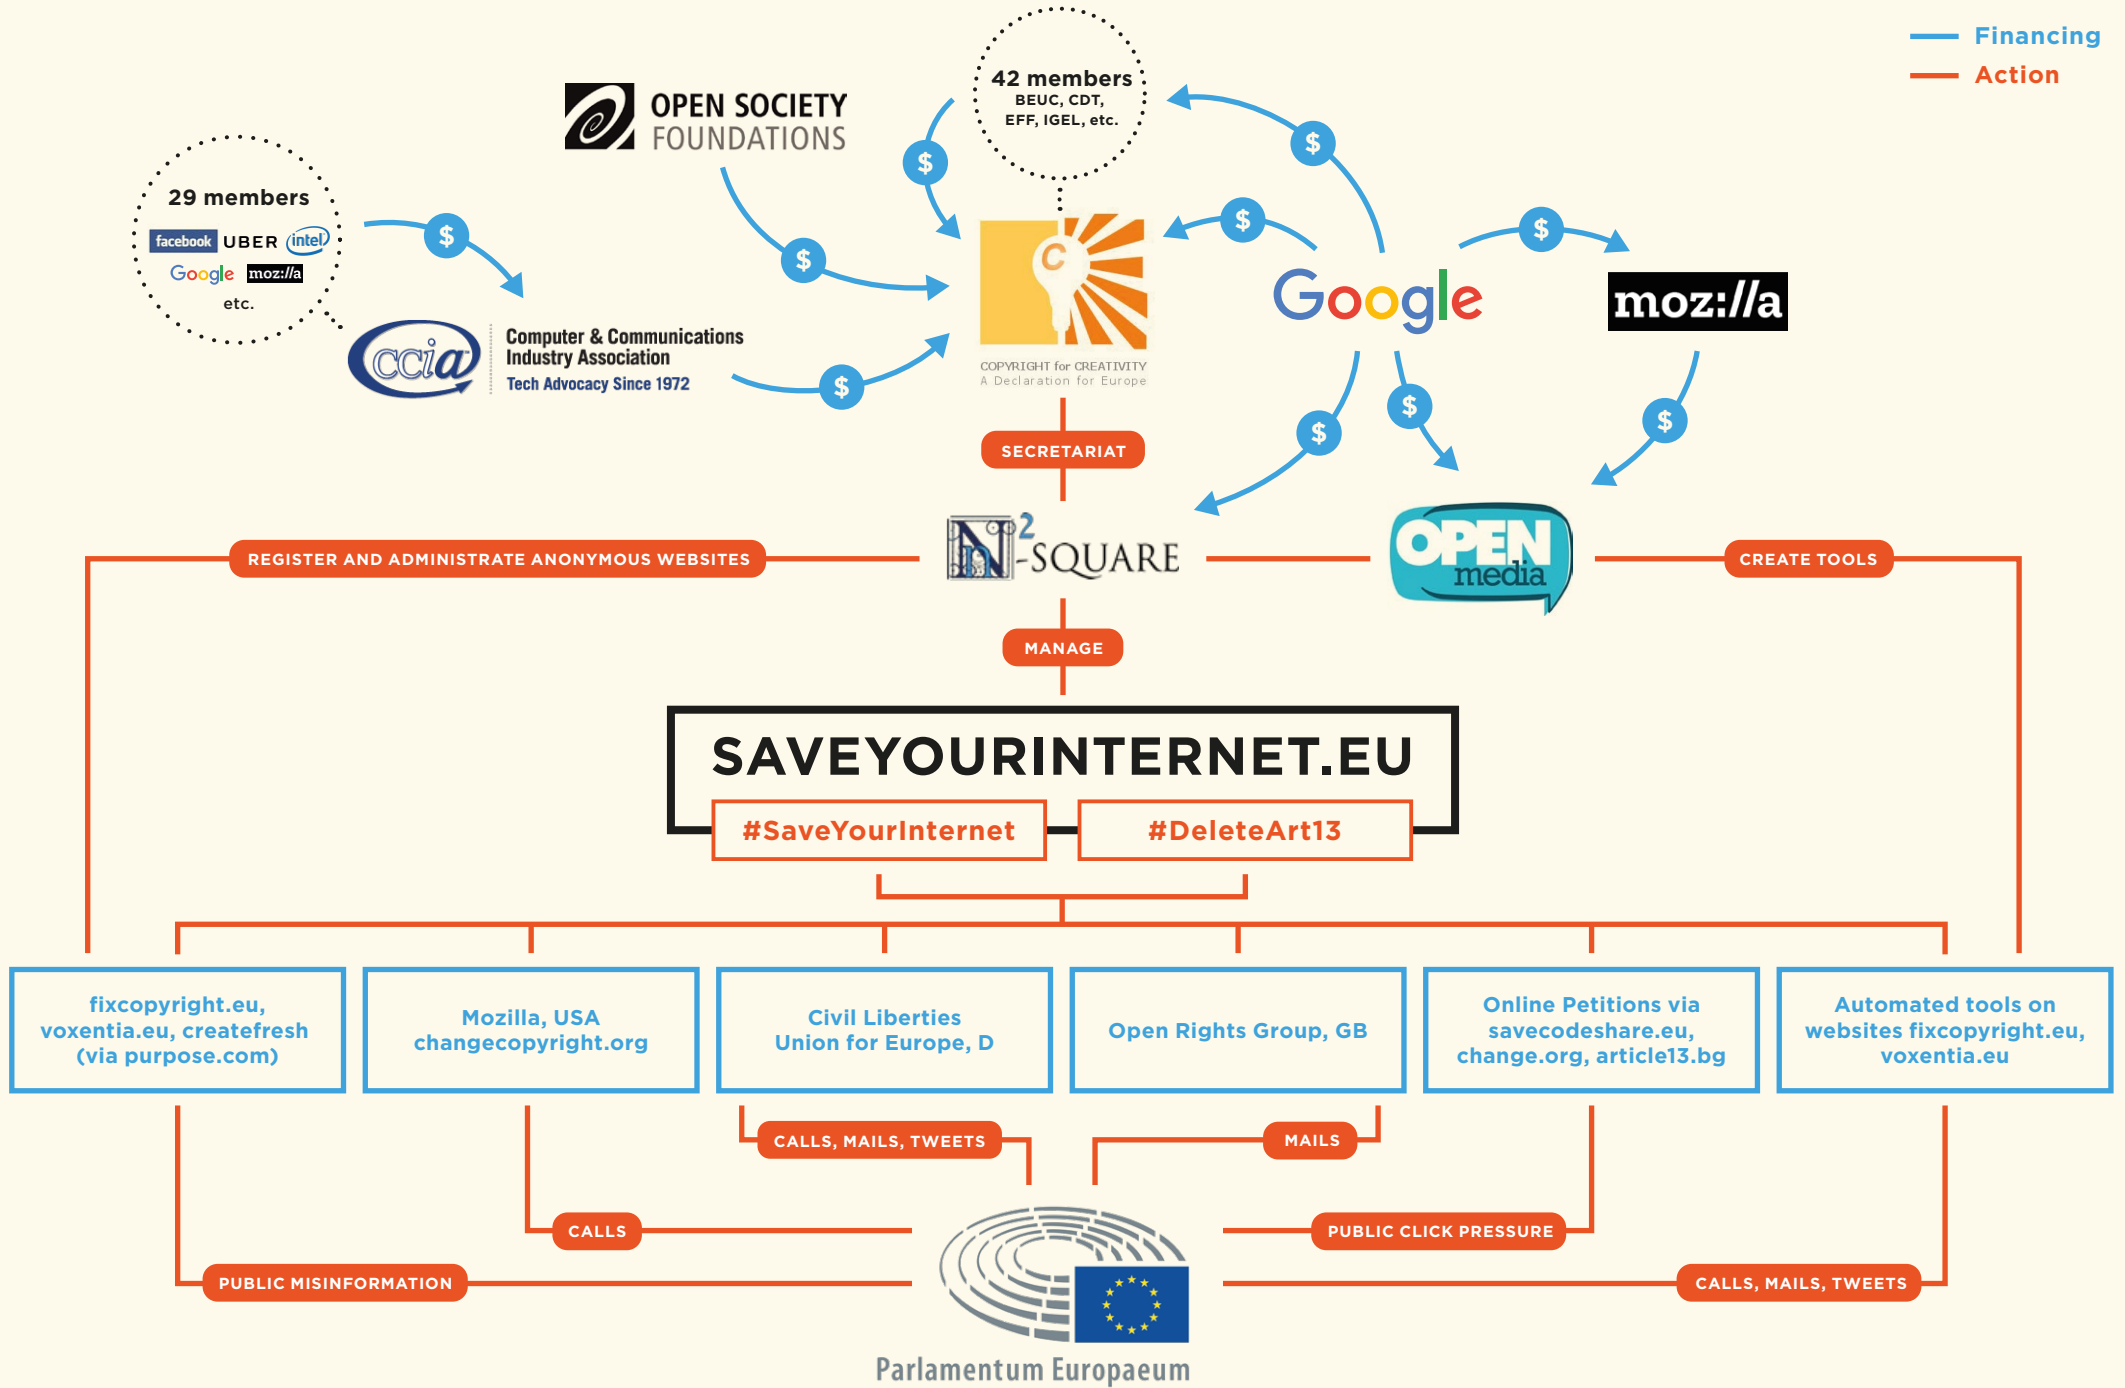 Financing
Action
42 members
BEUC, CDT,
EFF, IGEL, etc.
OPEN SOCIETY
FOUNDATIONS
$
$
$
$
29 members
facebook UBER intel
Google moz://a
etc.
$
$
C
Google
moz://a
ccia
Computer & Communications
Industry Association
Tech Advocacy Since 1972
$
COPYRIGHT for CREATIVITY
A Declaration for Europe
$
$
$
SECRETARIAT
REGISTER AND ADMINISTRATE ANONYMOUS WEBSITES
Nn2-SQUARE
OPEN
media
CREATE TOOLS
MANAGE
SAVEYOURINTERNET.EU
#SaveYourInternet
#DeleteArt13
fixcopyright.eu,
voxentia.eu, createfresh
(via purpose.com)
Mozilla, USA
changecopyright.org
Civil Liberties
Union for Europe, D
Open Rights Group, GB
Online Petitions via
savecodeshare.eu,
change.org, article13.bg
Automated tools on
websites fixcopyright.eu,
voxentia.eu
CALLS, MAILS, TWEETS
MAILS
CALLS
PUBLIC CLICK PRESSURE
PUBLIC MISINFORMATION
CALLS, MAILS, TWEETS
Parlamentum Europaeum